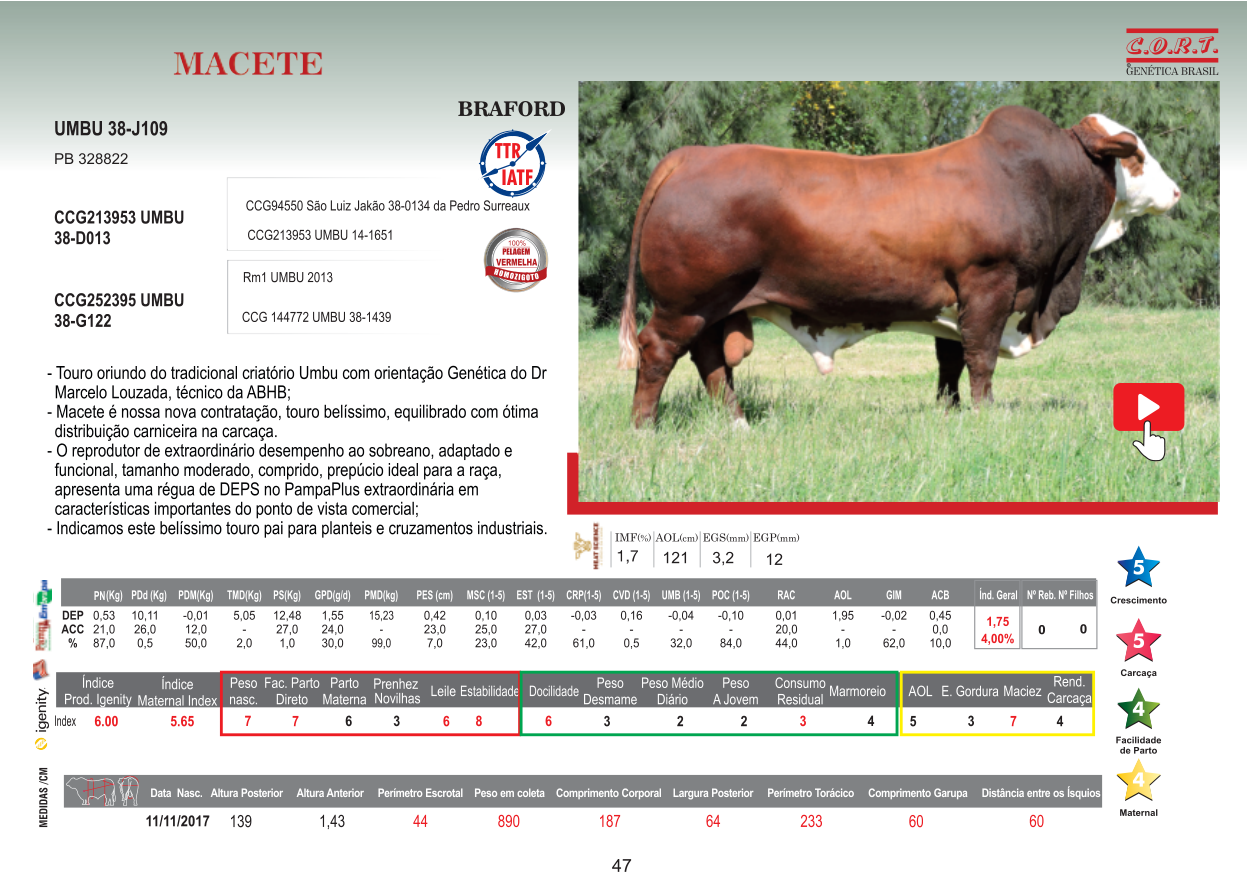 MACETE
C.O.R.T.
GENÉTICA BRASIL
BRAFORD
UMBU 38-J109
PB 328822
TTR
IATF
CCG213953 UMBU
38-D013
CCG94550 São Luiz Jakão 38-0134 da Pedro Surreaux
CCG213953 UMBU 14-1651
100%
PELAGEM
VERMELHA
HOMOZIGOTO
CCG252395 UMBU
38-G122
Rm1 UMBU 2013
CCG 144772 UMBU 38-1439
- Touro oriundo do tradicional criatório Umbu com orientação Genética do Dr
Marcelo Louzada, técnico da ABHB;
- Macete é nossa nova contratação, touro belíssimo, equilibrado com ótima
distribuição carniceira na carcaça.
- O reprodutor de extraordinário desempenho ao sobreano, adaptado e
funcional, tamanho moderado, comprido, prepúcio ideal para a raça,
apresenta uma régua de DEPS no PampaPlus extraordinária em
características importantes do ponto de vista comercial;
- Indicamos este belíssimo touro pai para planteis e cruzamentos industriais.
MEAT SCIENCE
IMF(%) AOL(cm) EGS(mm) EGP(mm)
1,7 121 3,2 12
PN(Kg) PDd (Kg) PDM(Kg) TMD(Kg) PS(Kg) GPD(g/d) PMD(kg) PES (cm) MSC (1-5) EST (1-5) CRP(1-5) CVD (1-5) UMB (1-5) POC (1-5) RAC AOL GIM ACB Índ. Geral Nº Reb. Nº Filhos
DEP 0,53 10,11 -0,01 5,05 12,48 1,55 15,23 0,42 0,10 0,03 -0,03 0,16 -0,04 -0,10 0,01 1,95 -0,02 0,45 1,75
ACC 21,0 26,0 12,0 - 27,0 24,0 - 23,0 25,0 27,0 - - - - 20,0 - - 0,0 0 0
% 87,0 0,5 50,0 2,0 1,0 30,0 99,0 7,0 23,0 42,0 61,0 0,5 32,0 84,0 44,0 1,0 62,0 10,0 4,00%
igenity
Índice Prod. Igenity Índice Maternal Index Peso nasc. Fac. Parto Direto Parto Materna Prenhez Novilhas Leile Estabilidade Docilidade Peso Desmame Peso Médio Diário Peso A Jovem Consumo Residual Marmoreio AOL E. Gordura Maciez Rend. Carcaça
Index 6.00 5.65 7 7 6 3 6 8 6 3 2 2 3 4 5 3 7 4
5
Crescimento
5
Carcaça
4
Facilidade
de Parto
4
Maternal
MEDIDAS /CM
Data Nasc. Altura Posterior Altura Anterior Perímetro Escrotal Peso em coleta Comprimento Corporal Largura Posterior Perímetro Torácico Comprimento Garupa Distância entre os Ísquios
11/11/2017 139 1,43 44 890 187 64 233 60 60
47